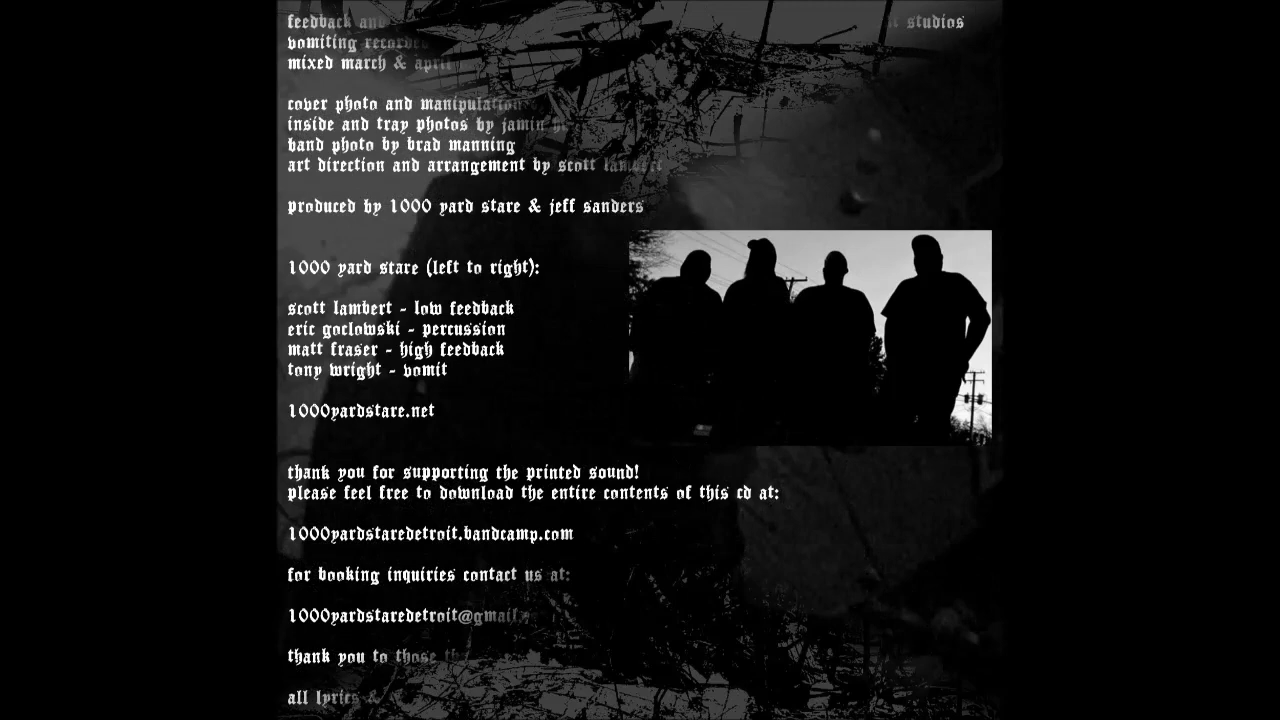 feedback and studios
vomiting recorded
mixed march & april
cover photo and manipulation
inside and tray photos by jamin
band photo by brad manning
art direction and arrangement by scott lambert
produced by 1000 yard stare & jeff sanders
1000 yard stare (left to right):
scott lambert - low feedback
eric goclowski - percussion
matt fraser - high feedback
tony wright - vomit
1000yardstare.net
thank you for supporting the printed sound!
please feel free to download the entire contents of this cd at:
1000yardstaredetroit.bandcamp.com
for booking inquiries contact us at:
1000yardstaredetroit@gmail
thank you to those
all lyrics &